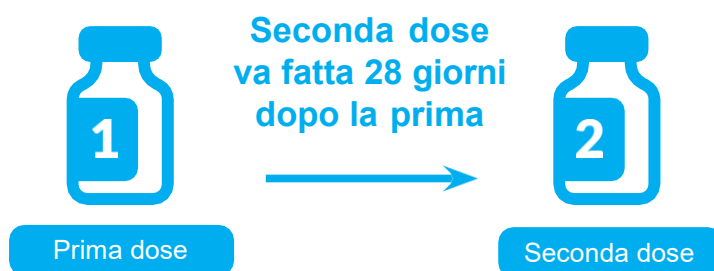 Seconda dose
va fatta 28 giorni
dopo la prima
1
2
Prima dose
Seconda dose